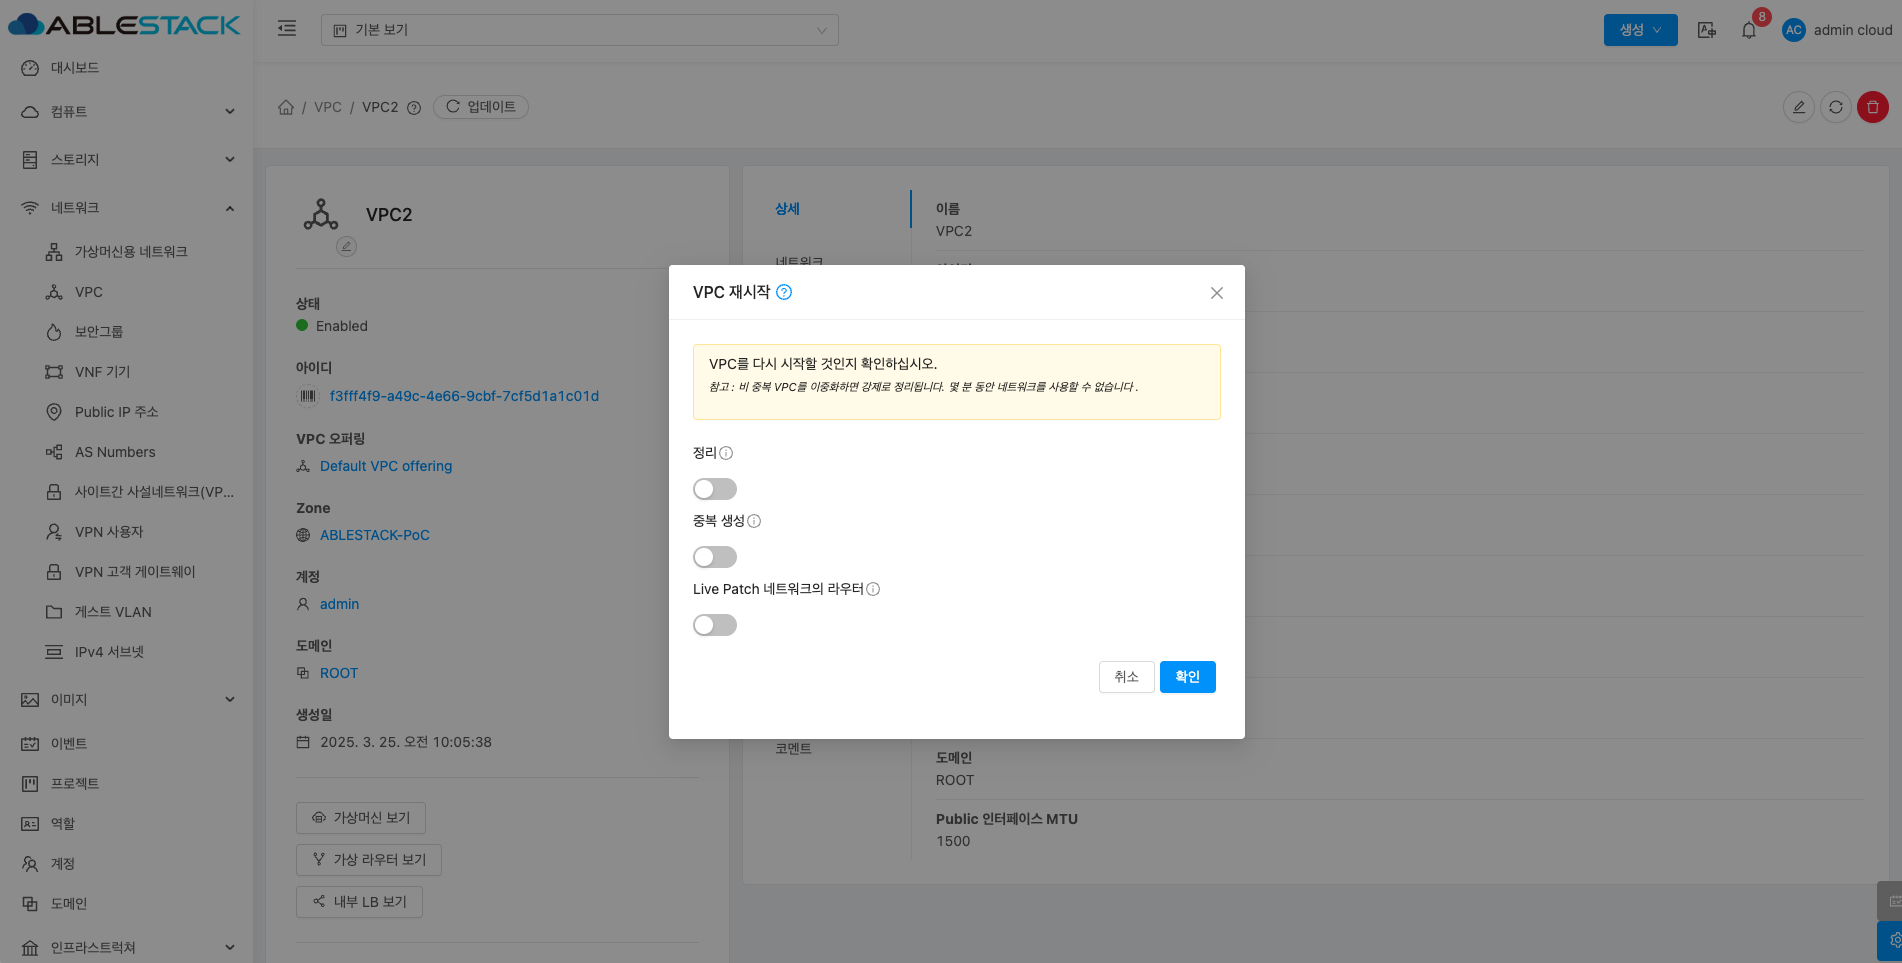 ABLESTACK
기본 보기
생성
8
AC
admin cloud
대시보드
컴퓨트
스토리지
네트워크
가상머신용 네트워크
VPC
보안그룹
VNF 기기
Public IP 주소
AS Numbers
사이트간 사설네트워크(VP...
VPN 사용자
VPN 고객 게이트웨이
게스트 VLAN
IPv4 서브넷
이미지
이벤트
프로젝트
역할
계정
도메인
인프라스트럭쳐
/ VPC / VPC2
업데이트
VPC2
상태
Enabled
아이디
f3fff4f9-a49c-4e66-9cbf-7cf5d1a1c01d
VPC 오퍼링
Default VPC offering
Zone
ABLESTACK-PoC
계정
admin
도메인
ROOT
생성일
2025. 3. 25. 오전 10:05:38
가상머신 보기
가상 라우터 보기
내부 LB 보기
상세
네트워크
코멘트
이름
VPC2
도메인
ROOT
Public 인터페이스 MTU
1500
VPC 재시작
VPC를 다시 시작할 것인지 확인하십시오.
참고 : 비 중복 VPC를 이중화하면 강제로 정리됩니다. 몇 분 동안 네트워크를 사용할 수 없습니다 .
정리
중복 생성
Live Patch 네트워크의 라우터
취소
확인